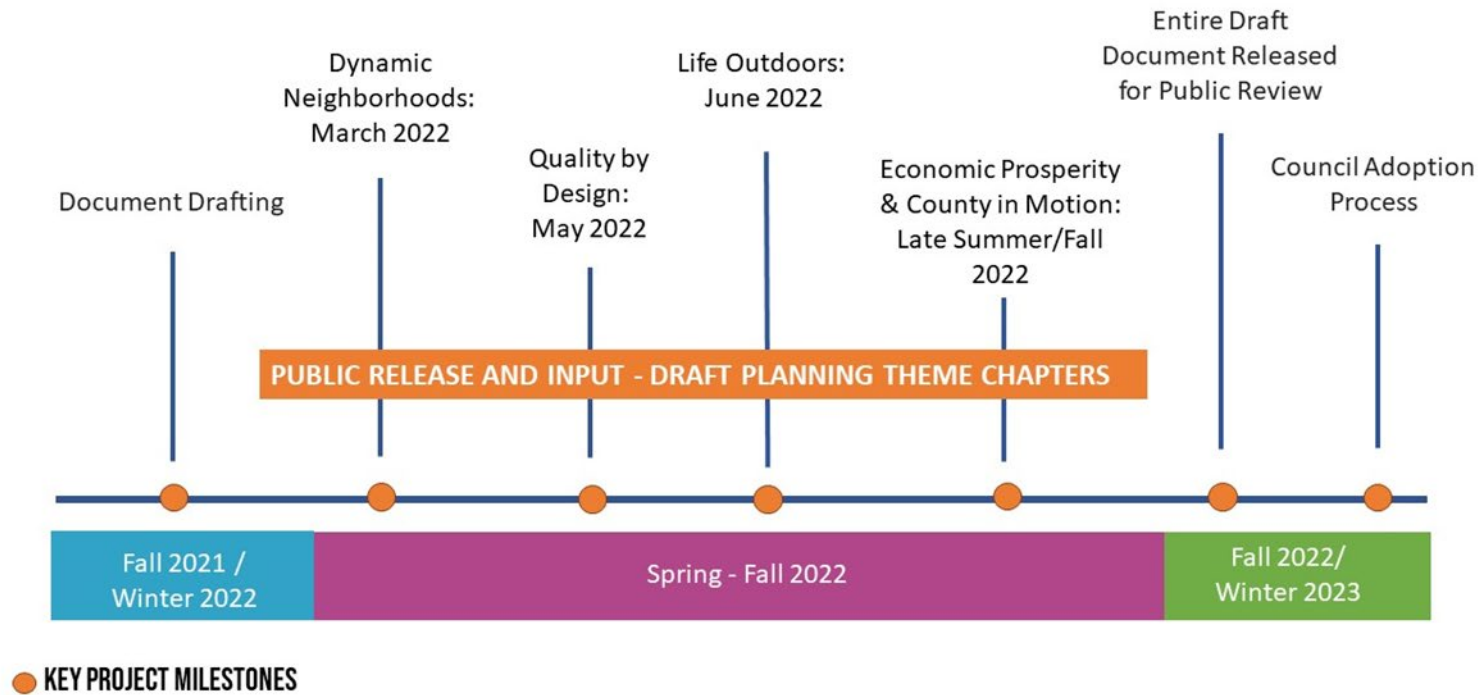 Document Drafting
Dynamic
Neighborhoods:
March 2022
Quality by
Design:
May 2022
Life Outdoors:
June 2022
Economic Prosperity
& County in Motion:
Late Summer/Fall
2022
Entire Draft
Document Released
for Public Review
Council Adoption
Process
PUBLIC RELEASE AND INPUT - DRAFT PLANNING THEME CHAPTERS
Fall 2021 /
Winter 2022
Spring - Fall 2022
Fall 2022/
Winter 2023
KEY PROJECT MILESTONES